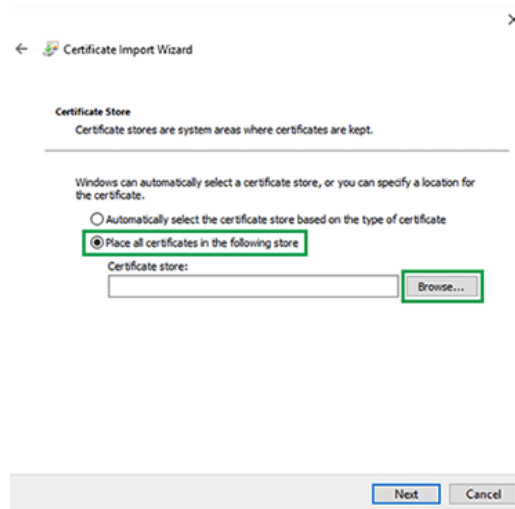 Certificate Import Wizard
Certificate Store
Certificate stores are system areas where certificates are kept.
Windows can automatically select a certificate store, or you can specify a location for
the certificate.
Automatically select the certificate store based on the type of certificate
Place all certificates in the following store
Certificate store:
Browse...
Next Cancel